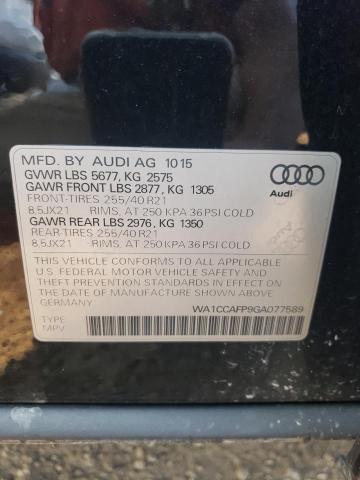 MFD. BY AUDI AG 10 15
GVWR LBS 5677, KG 2575
GAWR FRONT LBS 2877, KG 1305
FRONT-TIRES 255/40 R21
8,5JX21 RIMS, AT 250 KPA 36 PSI COLD
GAWR REAR LBS 2976, KG 1350
REAR-TIRES 255/40 R21
8,5JX21 RIMS, AT 250 KPA 36 PSI COLD
Audi
THIS VEHICLE CONFORMS TO ALL APPLICABLE
U.S. FEDERAL MOTOR VEHICLE SAFETY AND
THEFT PREVENTION STANDARDS IN EFFECT ON
THE DATE OF MANUFACTURE SHOWN ABOVE
GERMANY
WA1CCAFP9GA077589
TYPE
MPV